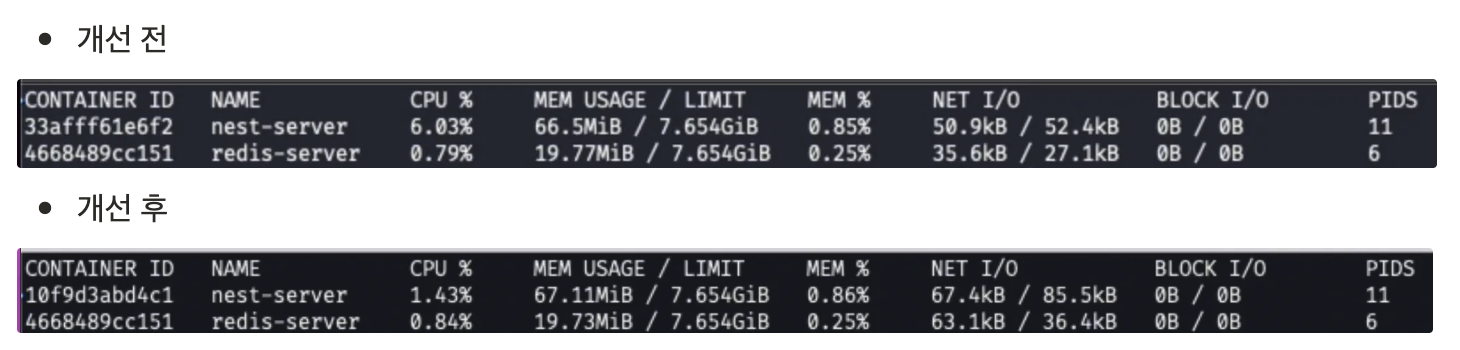 • 개선 전
CONTAINER ID NAME CPU % MEM USAGE / LIMIT MEM % NET I/O BLOCK I/O PIDS
33afff61e6f2 nest-server 6.03% 66.5MiB / 7.654GiB 0.85% 50.9kB / 52.4kB 0B / 0B 11
4668489cc151 redis-server 0.79% 19.77MiB / 7.654GiB 0.25% 35.6kB / 27.1kB 0B / 0B 6
• 개선 후
CONTAINER ID NAME CPU % MEM USAGE / LIMIT MEM % NET I/O BLOCK I/O PIDS
10f9d3abd4c1 nest-server 1.43% 67.11MiB / 7.654GiB 0.86% 67.4kB / 85.5kB 0B / 0B 11
4668489cc151 redis-server 0.84% 19.73MiB / 7.654GiB 0.25% 63.1kB / 36.4kB 0B / 0B 6